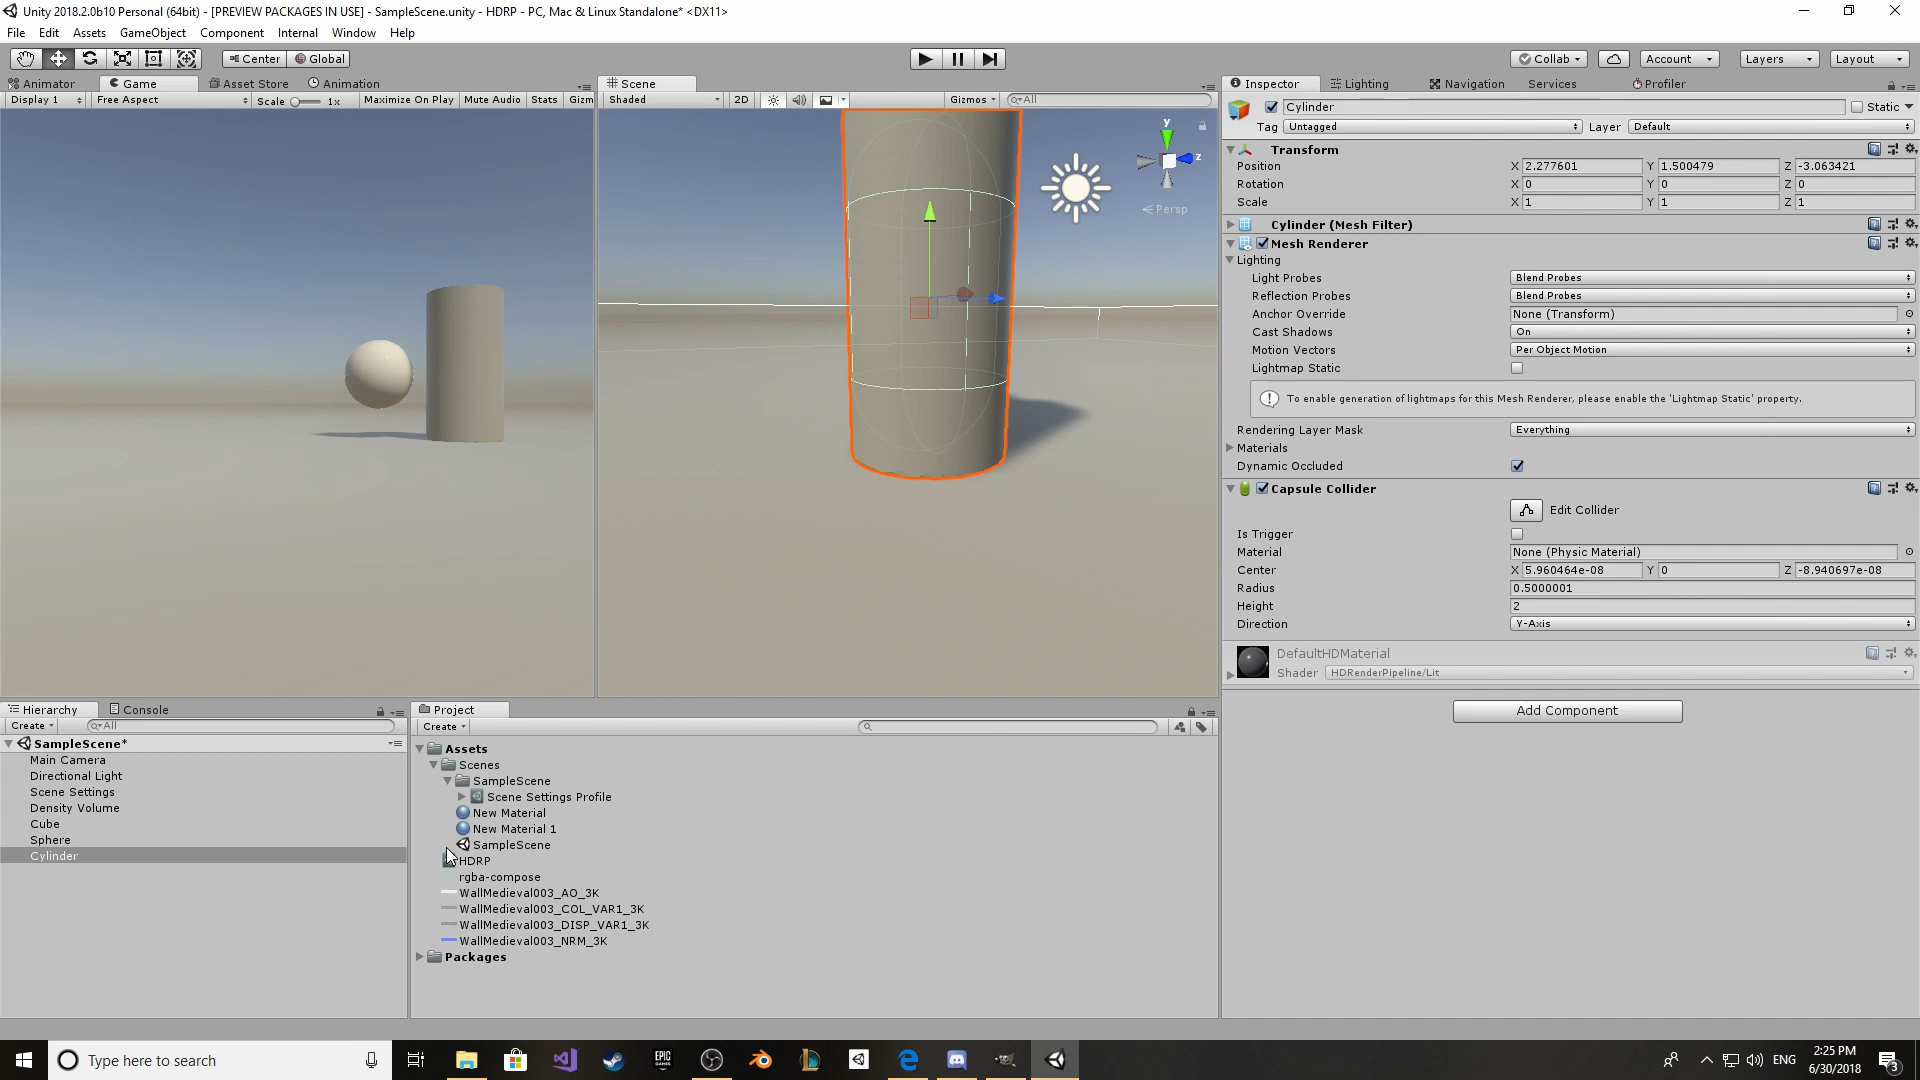 Unity 2018.2.0b10 Personal (64bit) - [PREVIEW PACKAGES IN USE] - SampleScene.unity - HDRP - PC, Mac & Linux Standalone* <DX11>
File Edit Assets GameObject Component Internal Window Help
Center Global Collab Account Layers Layout
Animator Game Asset Store Animation Scene Inspector Lighting Navigation Services Profiler
Display 1 Free Aspect Scale 1x Maximize On Play Mute Audio Stats Gizm Shaded 2D Gizmos All
Cylinder Static
Tag Untagged Layer Default
y z Persp
Transform
Position X 2.277601 Y 1.500479 Z -3.063421
Rotation X 0 Y 0 Z 0
Scale X 1 Y 1 Z 1
Cylinder (Mesh Filter)
Mesh Renderer
Lighting
Light Probes Blend Probes
Reflection Probes Blend Probes
Anchor Override None (Transform)
Cast Shadows On
Motion Vectors Per Object Motion
Lightmap Static
To enable generation of lightmaps for this Mesh Renderer, please enable the 'Lightmap Static' property.
Rendering Layer Mask Everything
Materials
Dynamic Occluded
Capsule Collider
Edit Collider
Is Trigger
Material None (Physic Material)
Center X 5.960464e-08 Y 0 Z -8.940697e-08
Radius 0.5000001
Height 2
Direction Y-Axis
DefaultHDMaterial
Shader HDRenderPipeline/Lit
Add Component
Hierarchy Console
Create All
SampleScene*
Main Camera
Directional Light
Scene Settings
Density Volume
Cube
Sphere
Cylinder
Project
Create
Assets
Scenes
SampleScene
Scene Settings Profile
New Material
New Material 1
SampleScene
HDRP
rgba-compose
WallMedieval003_AO_3K
WallMedieval003_COL_VAR1_3K
WallMedieval003_DISP_VAR1_3K
WallMedieval003_NRM_3K
Packages
Type here to search
EPIC GAMES
ENG
2:25 PM
6/30/2018
3